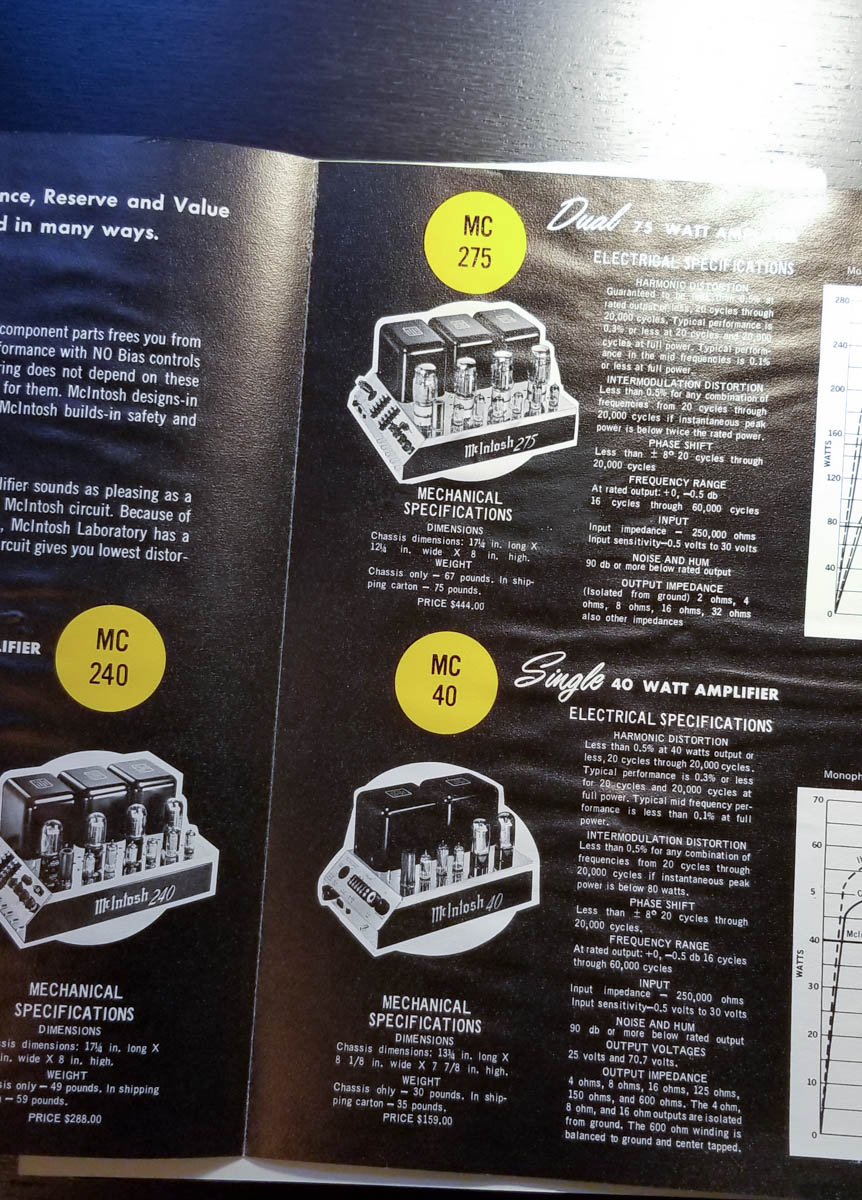 nce, Reserve and Value
d in many ways.
component parts frees you from
formance with NO Bias controls
ring does not depend on these
for them. McIntosh designs-in
McIntosh builds-in safety and
lifier sounds as pleasing as a
McIntosh circuit. Because of
, McIntosh Laboratory has a
rcuit gives you lowest distor-
LIFIER
MC
240
McIntosh 240
MECHANICAL
SPECIFICATIONS
DIMENSIONS
sis dimensions: 17¼ in. long X
in. wide X 8 in. high.
WEIGHT
sis only — 49 pounds. In shipping
— 59 pounds.
PRICE $288.00
MC
275
McIntosh 275
MECHANICAL
SPECIFICATIONS
DIMENSIONS
Chassis dimensions: 17¼ in. long X
12¼ in. wide X 8 in. high.
WEIGHT
Chassis only — 67 pounds. In ship-
ping carton — 75 pounds.
PRICE $444.00
Dual 75 WATT
ELECTRICAL SPECIFICATIONS
HARMONIC DISTORTION
Guaranteed to be less than 0.5% at
rated output or less, 20 cycles through
20,000 cycles. Typical performance is
0.3% or less at 20 cycles and 20,000
cycles at full power. Typical perform-
ance in the mid frequencies is 0.1%
or less at full power.
INTERMODULATION DISTORTION
Less than 0.5% for any combination of
frequencies from 20 cycles through
20,000 cycles if instantaneous peak
power is below twice the rated power.
PHASE SHIFT
Less than ± 8° 20 cycles through
20,000 cycles
FREQUENCY RANGE
At rated output: +0, —0.5 db
16 cycles through 60,000 cycles
INPUT
Input impedance — 250,000 ohms
Input sensitivity—0.5 volts to 30 volts
NOISE AND HUM
90 db or more below rated output
OUTPUT IMPEDANCE
(Isolated from ground) 2 ohms, 4
ohms, 8 ohms, 16 ohms, 32 ohms
also other impedances
Mo
280
240
200
160
WATTS
120
80
40
0
MC
40
McIntosh 40
MECHANICAL
SPECIFICATIONS
DIMENSIONS
Chassis dimensions: 13¾ in. long X
8 1/8 in. wide X 7 7/8 in. high.
WEIGHT
Chassis only — 30 pounds. In ship-
ping carton — 35 pounds.
PRICE $159.00
Single 40 WATT AMPLIFIER
ELECTRICAL SPECIFICATIONS
HARMONIC DISTORTION
Less than 0.5% at 40 watts output or
less, 20 cycles through 20,000 cycles.
Typical performance is 0.3% or less
for 20 cycles and 20,000 cycles at
full power. Typical mid frequency per-
formance is less than 0.1% at full
power.
INTERMODULATION DISTORTION
Less than 0.5% for any combination of
frequencies from 20 cycles through
20,000 cycles if instantaneous peak
power is below 80 watts.
PHASE SHIFT
Less than ± 8° 20 cycles through
20,000 cycles.
FREQUENCY RANGE
At rated output: +0, —0.5 db 16 cycles
through 60,000 cycles
INPUT
Input impedance — 250,000 ohms
Input sensitivity—0.5 volts to 30 volts
NOISE AND HUM
90 db or more below rated output
OUTPUT VOLTAGES
25 volts and 70.7 volts.
OUTPUT IMPEDANCE
4 ohms, 8 ohms, 16 ohms, 125 ohms,
150 ohms, and 600 ohms. The 4 ohm,
8 ohm, and 16 ohm outputs are isolated
from ground. The 600 ohm winding is
balanced to ground and center tapped.
Monoph
70
60
5
40
McI
WATTS
30
20
10
0